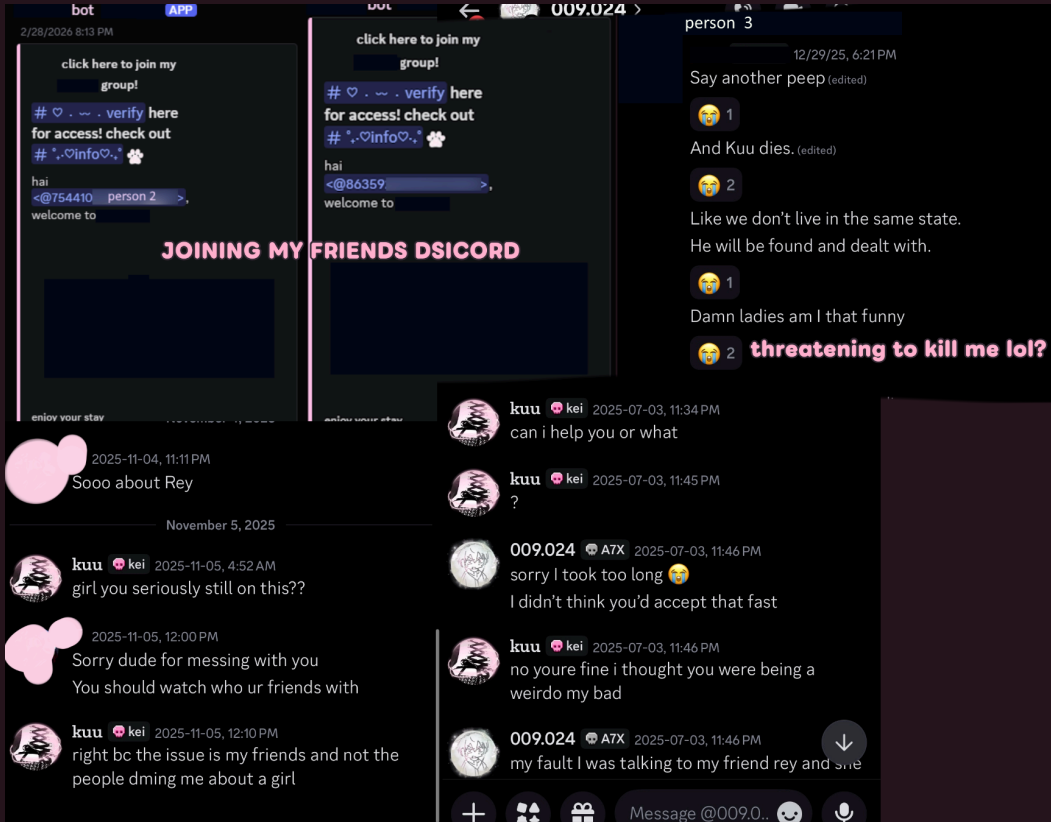 bot APP
2/28/2026 8:13 PM
click here to join my
group!
# ♡ . ∽ . verify here
for access! check out
# ˚₊‧♡info♡‧₊˚ 🐾
hai
<@754410 person 2 >,
welcome to
enjoy your stay
bot
click here to join my
group!
# ♡ . ∽ . verify here
for access! check out
# ˚₊‧♡info♡‧₊˚ 🐾
hai
<@86359 >,
welcome to
enjoy your stay
JOINING MY FRIENDS DSICORD
person 3
12/29/25, 6:21 PM
Say another peep (edited)
😭 1
And Kuu dies. (edited)
😭 2
Like we don't live in the same state.
He will be found and dealt with.
😭 1
Damn ladies am I that funny
😭 2
threatening to kill me lol?
2025-11-04, 11:11 PM
Sooo about Rey
November 5, 2025
kuu kei 2025-11-05, 4:52 AM
girl you seriously still on this??
2025-11-05, 12:00 PM
Sorry dude for messing with you
You should watch who ur friends with
kuu kei 2025-11-05, 12:10 PM
right bc the issue is my friends and not the
people dming me about a girl
009.024
kuu kei 2025-07-03, 11:34 PM
can i help you or what
kuu kei 2025-07-03, 11:45 PM
?
009.024 A7X 2025-07-03, 11:46 PM
sorry I took too long 😭
I didn't think you'd accept that fast
kuu kei 2025-07-03, 11:46 PM
no youre fine i thought you were being a
weirdo my bad
009.024 A7X 2025-07-03, 11:46 PM
my fault I was talking to my friend rey and she
Message @009.0..